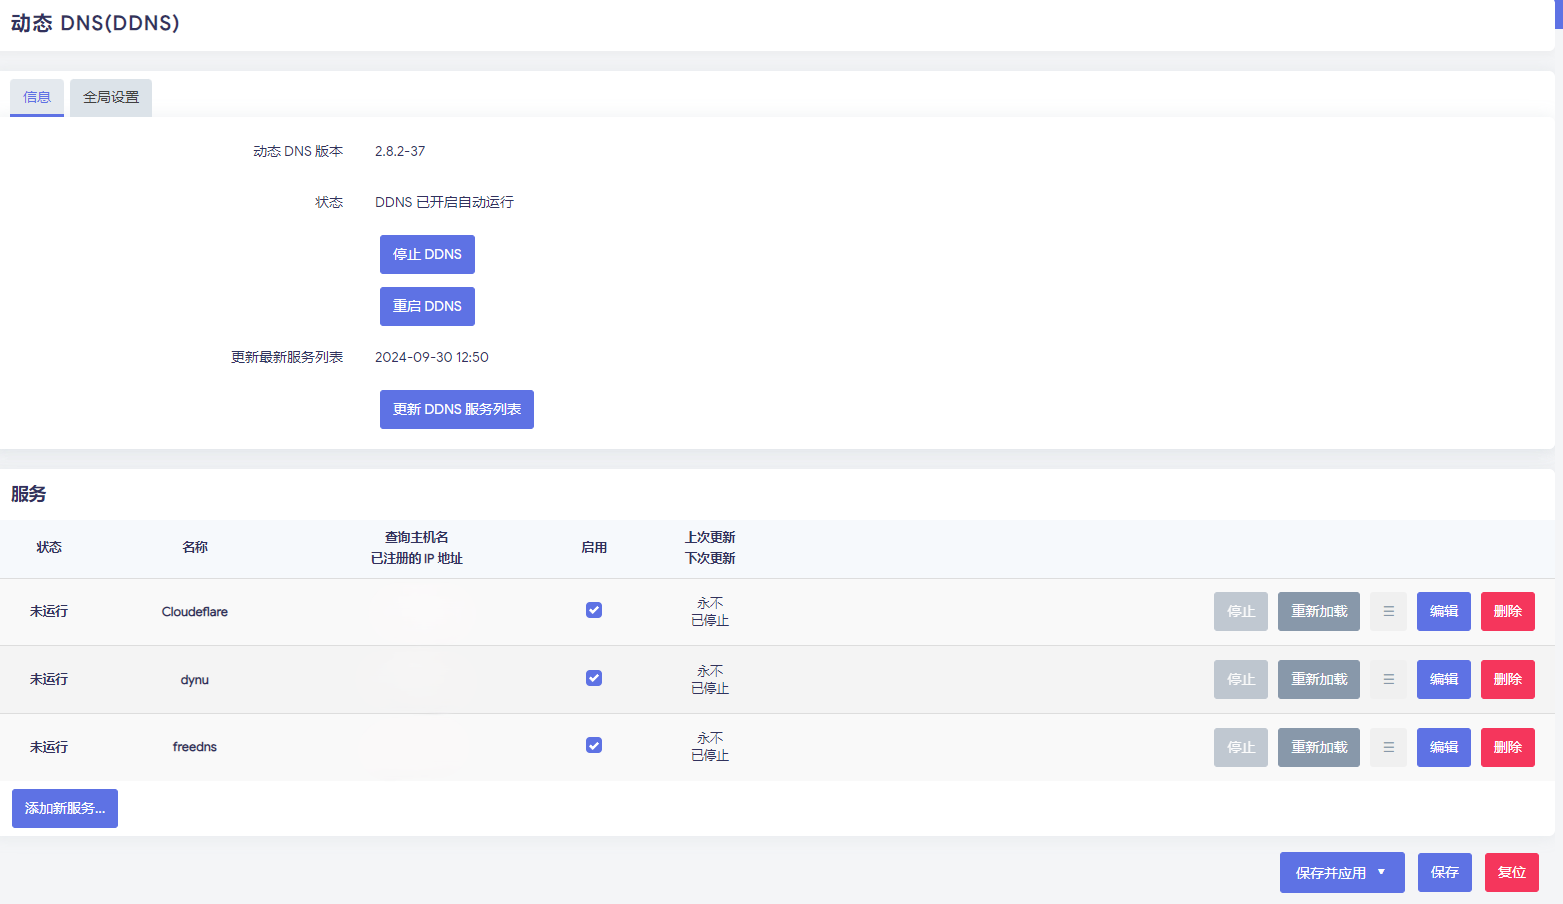 动态 DNS(DDNS)
信息
全局设置
动态 DNS 版本
2.8.2-37
状态
DDNS 已开启自动运行
停止 DDNS
重启 DDNS
更新最新服务列表
2024-09-30 12:50
更新 DDNS 服务列表
服务
状态
名称
查询主机名
已注册的 IP 地址
启用
上次更新
下次更新
未运行
Cloudeflare
永不
已停止
停止
重新加载
☰
编辑
删除
未运行
dynu
永不
已停止
停止
重新加载
☰
编辑
删除
未运行
freedns
永不
已停止
停止
重新加载
☰
编辑
删除
添加新服务...
保存并应用
保存
复位